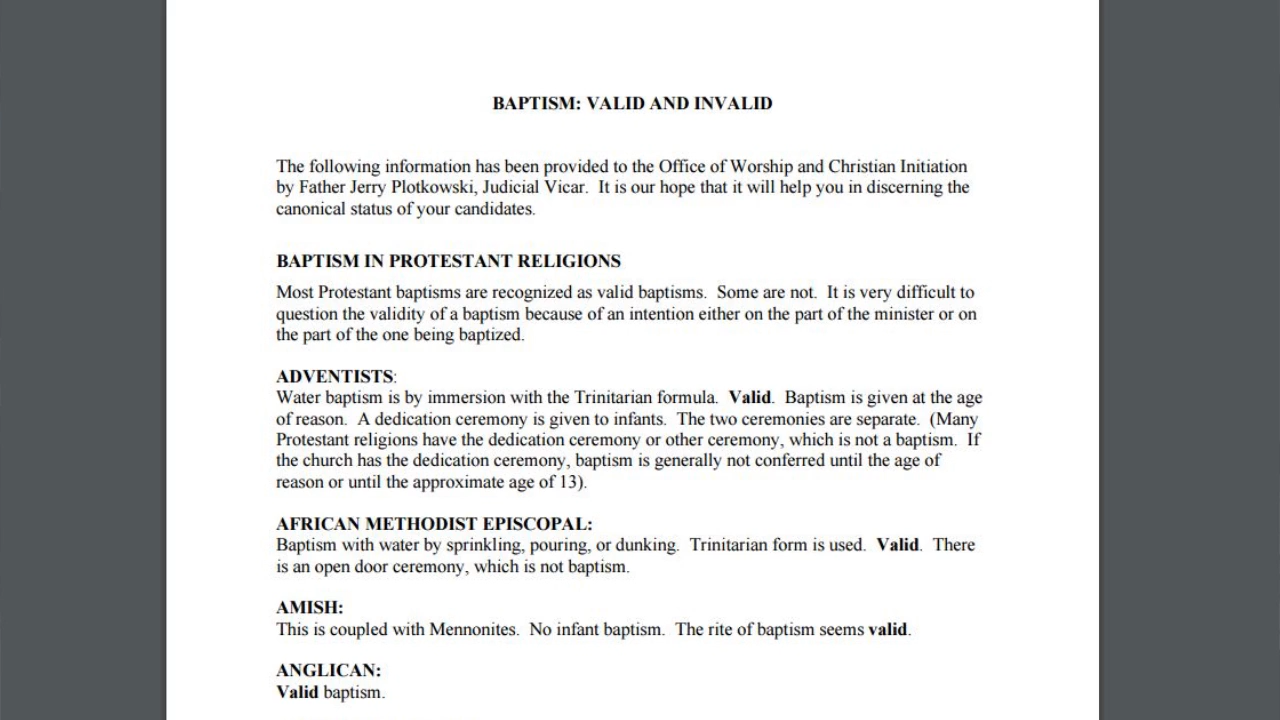 BAPTISM: VALID AND INVALID
The following information has been provided to the Office of Worship and Christian Initiation
by Father Jerry Plotkowski, Judicial Vicar.  It is our hope that it will help you in discerning the
canonical status of your candidates.
BAPTISM IN PROTESTANT RELIGIONS
Most Protestant baptisms are recognized as valid baptisms.  Some are not.  It is very difficult to
question the validity of a baptism because of an intention either on the part of the minister or on
the part of the one being baptized.
ADVENTISTS:
Water baptism is by immersion with the Trinitarian formula.  Valid.  Baptism is given at the age
of reason.  A dedication ceremony is given to infants.  The two ceremonies are separate.  (Many
Protestant religions have the dedication ceremony or other ceremony, which is not a baptism.  If
the church has the dedication ceremony, baptism is generally not conferred until the age of
reason or until the approximate age of 13).
AFRICAN METHODIST EPISCOPAL:
Baptism with water by sprinkling, pouring, or dunking.  Trinitarian form is used.  Valid.  There
is an open door ceremony, which is not baptism.
AMISH:
This is coupled with Mennonites.  No infant baptism.  The rite of baptism seems valid.
ANGLICAN:
Valid baptism.